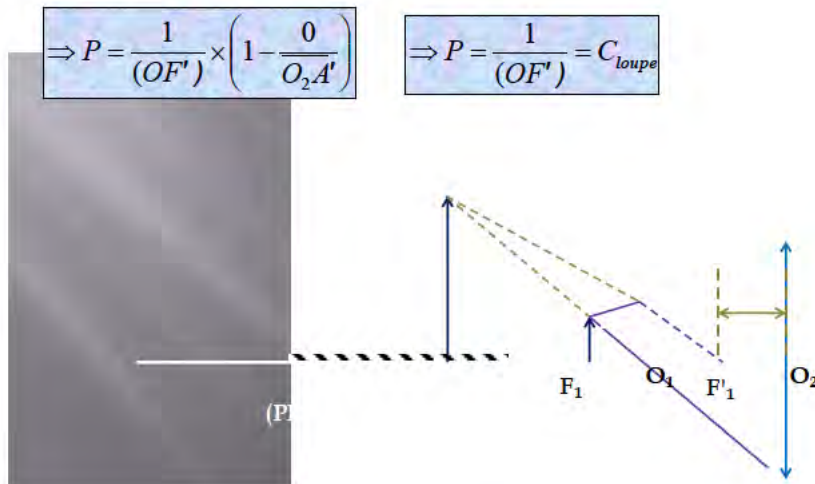 ⇒ P = 1/(OF') × (1 - 0/O₂A')
⇒ P = 1/(OF') = C_loupe
F₁ O₁ F'₁ O₂